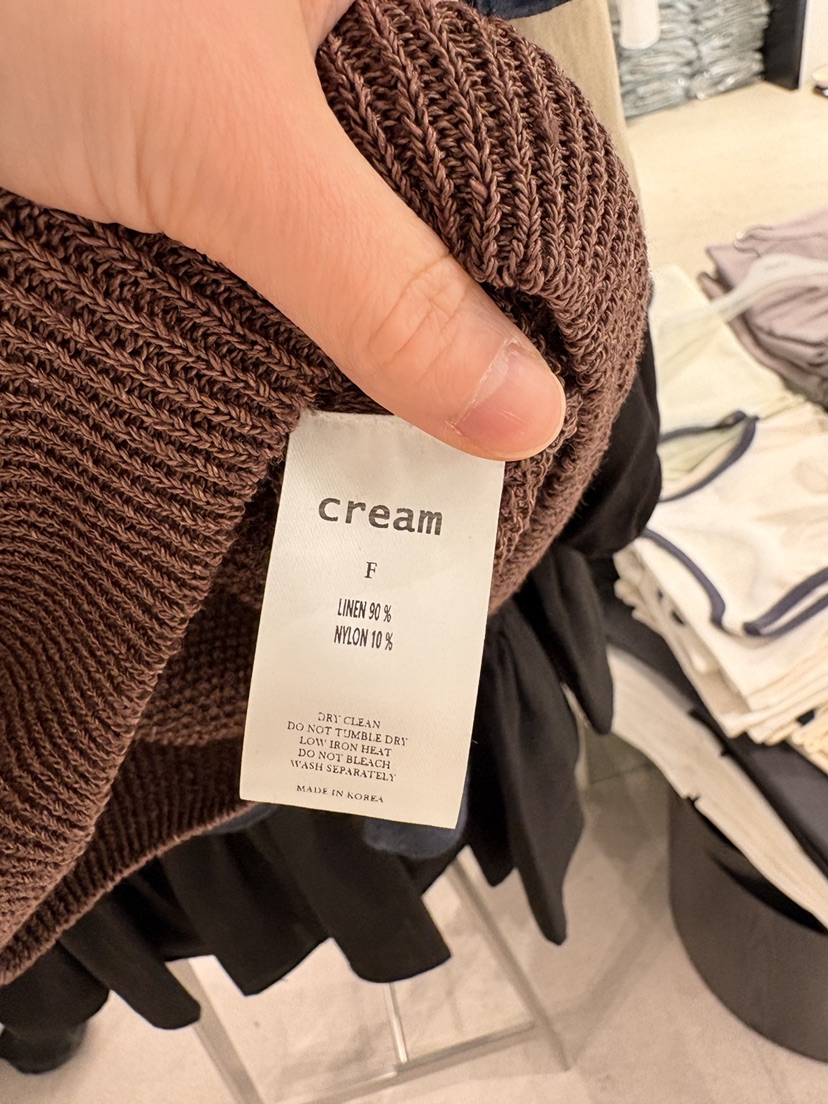 cream
F
LINEN 90 %
NYLON 10 %
DRY CLEAN
DO NOT TUMBLE DRY
LOW IRON HEAT
DO NOT BLEACH
WASH SEPARATELY
MADE IN KOREA